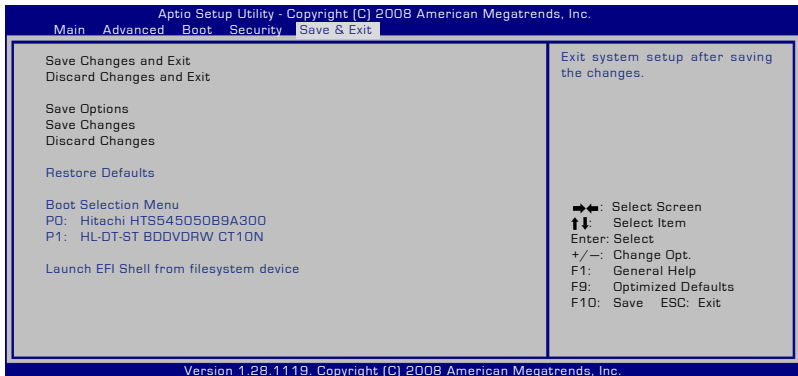 Aptio Setup Utility - Copyright (C) 2008 American Megatrends, Inc.
Main Advanced Boot Security Save & Exit
Save Changes and Exit
Discard Changes and Exit
Save Options
Save Changes
Discard Changes
Restore Defaults
Boot Selection Menu
P0: Hitachi HTS545050B9A300
P1: HL-DT-ST BDDVDRW CT10N
Launch EFI Shell from filesystem device
Exit system setup after saving
the changes.
→←: Select Screen
↑↓: Select Item
Enter: Select
+/—: Change Opt.
F1: General Help
F9: Optimized Defaults
F10: Save ESC: Exit
Version 1.28.1119. Copyright (C) 2008 American Megatrends, Inc.